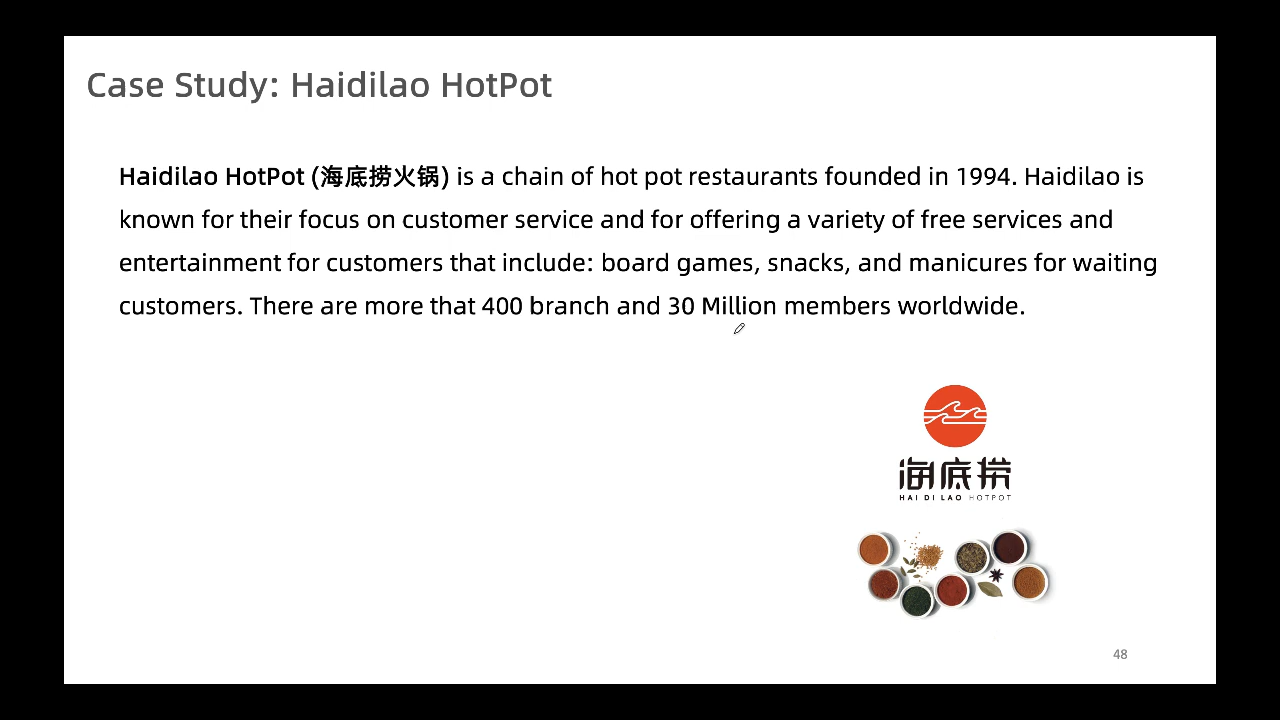 Case Study: Haidilao HotPot
Haidilao HotPot (海底捞火锅) is a chain of hot pot restaurants founded in 1994. Haidilao is
known for their focus on customer service and for offering a variety of free services and
entertainment for customers that include: board games, snacks, and manicures for waiting
customers. There are more that 400 branch and 30 Million members worldwide.
海底捞
HAI DI LAO HOTPOT
48